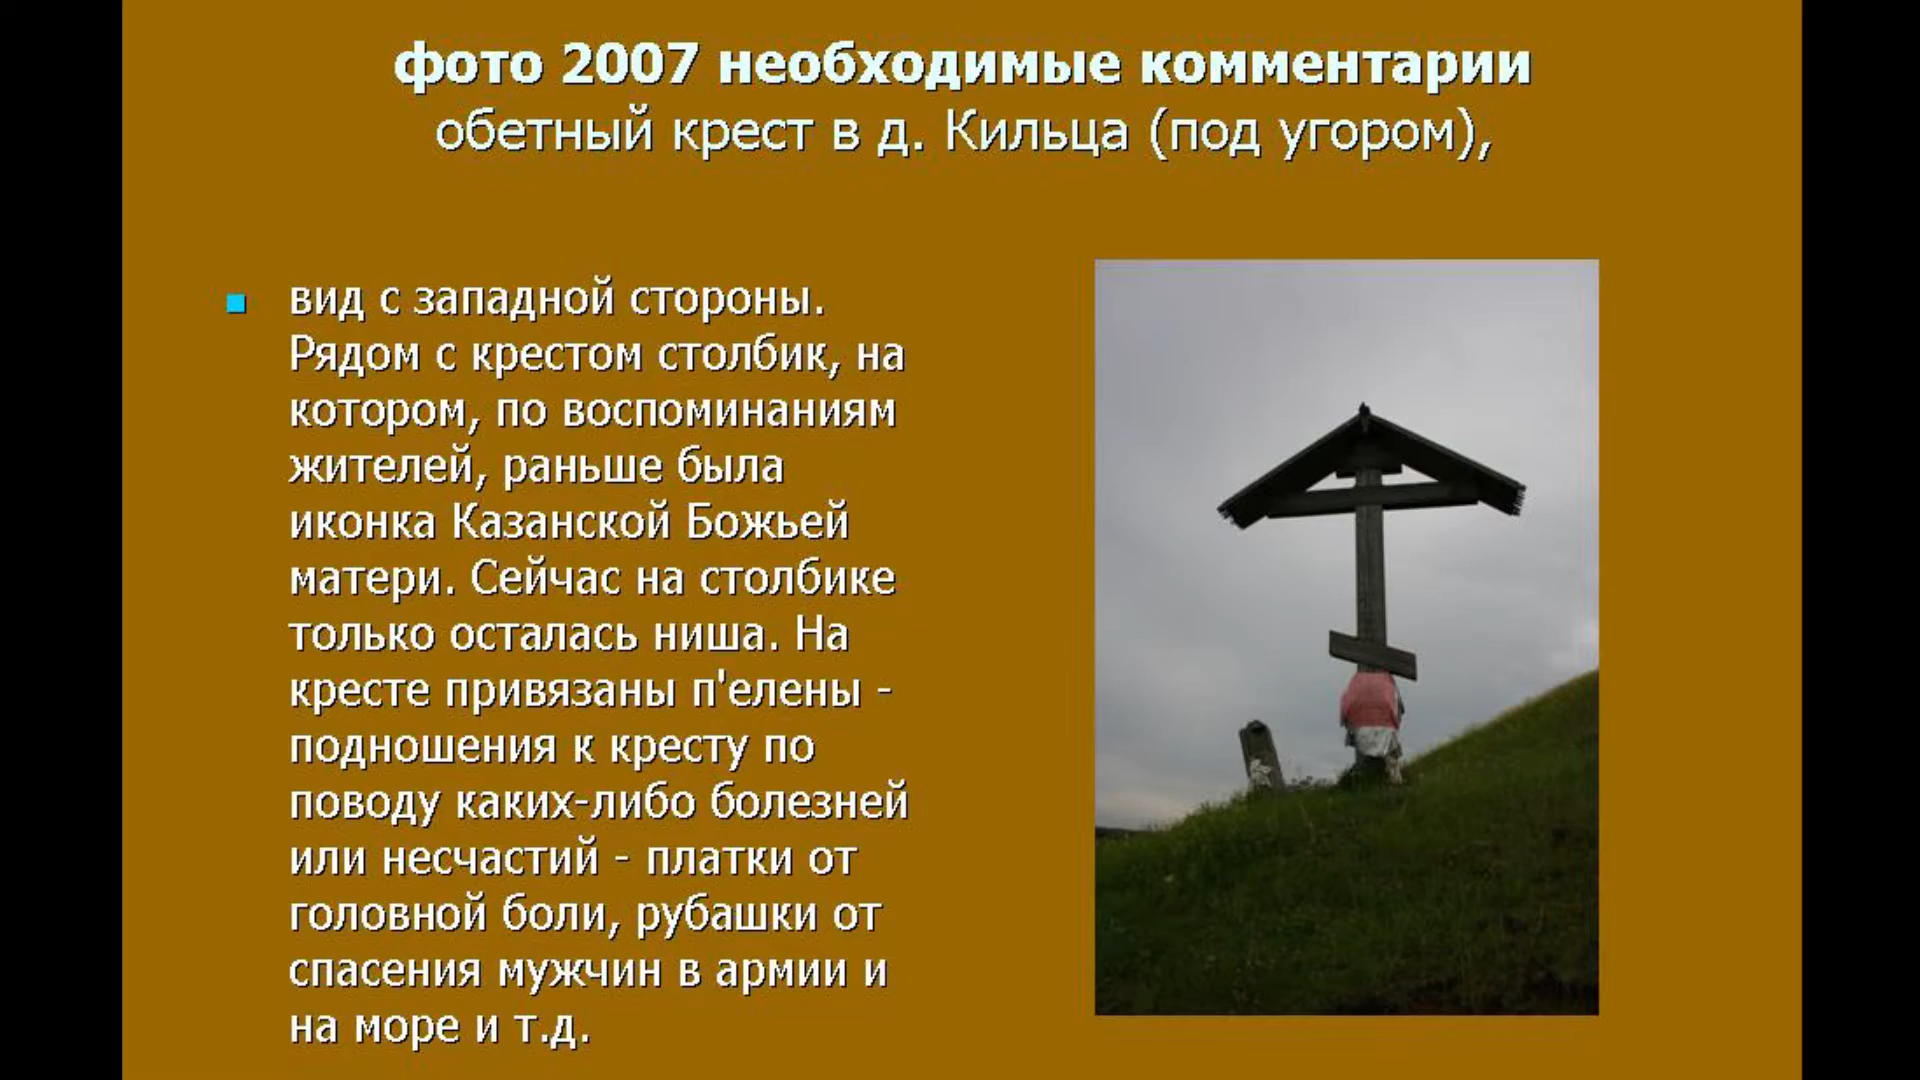 фото 2007 необходимые комментарии
обетный крест в д. Кильца (под угором),
вид с западной стороны.
Рядом с крестом столбик, на
котором, по воспоминаниям
жителей, раньше была
иконка Казанской Божьей
матери. Сейчас на столбике
только осталась ниша. На
кресте привязаны п'елены -
подношения к кресту по
поводу каких-либо болезней
или несчастий - платки от
головной боли, рубашки от
спасения мужчин в армии и
на море и т.д.